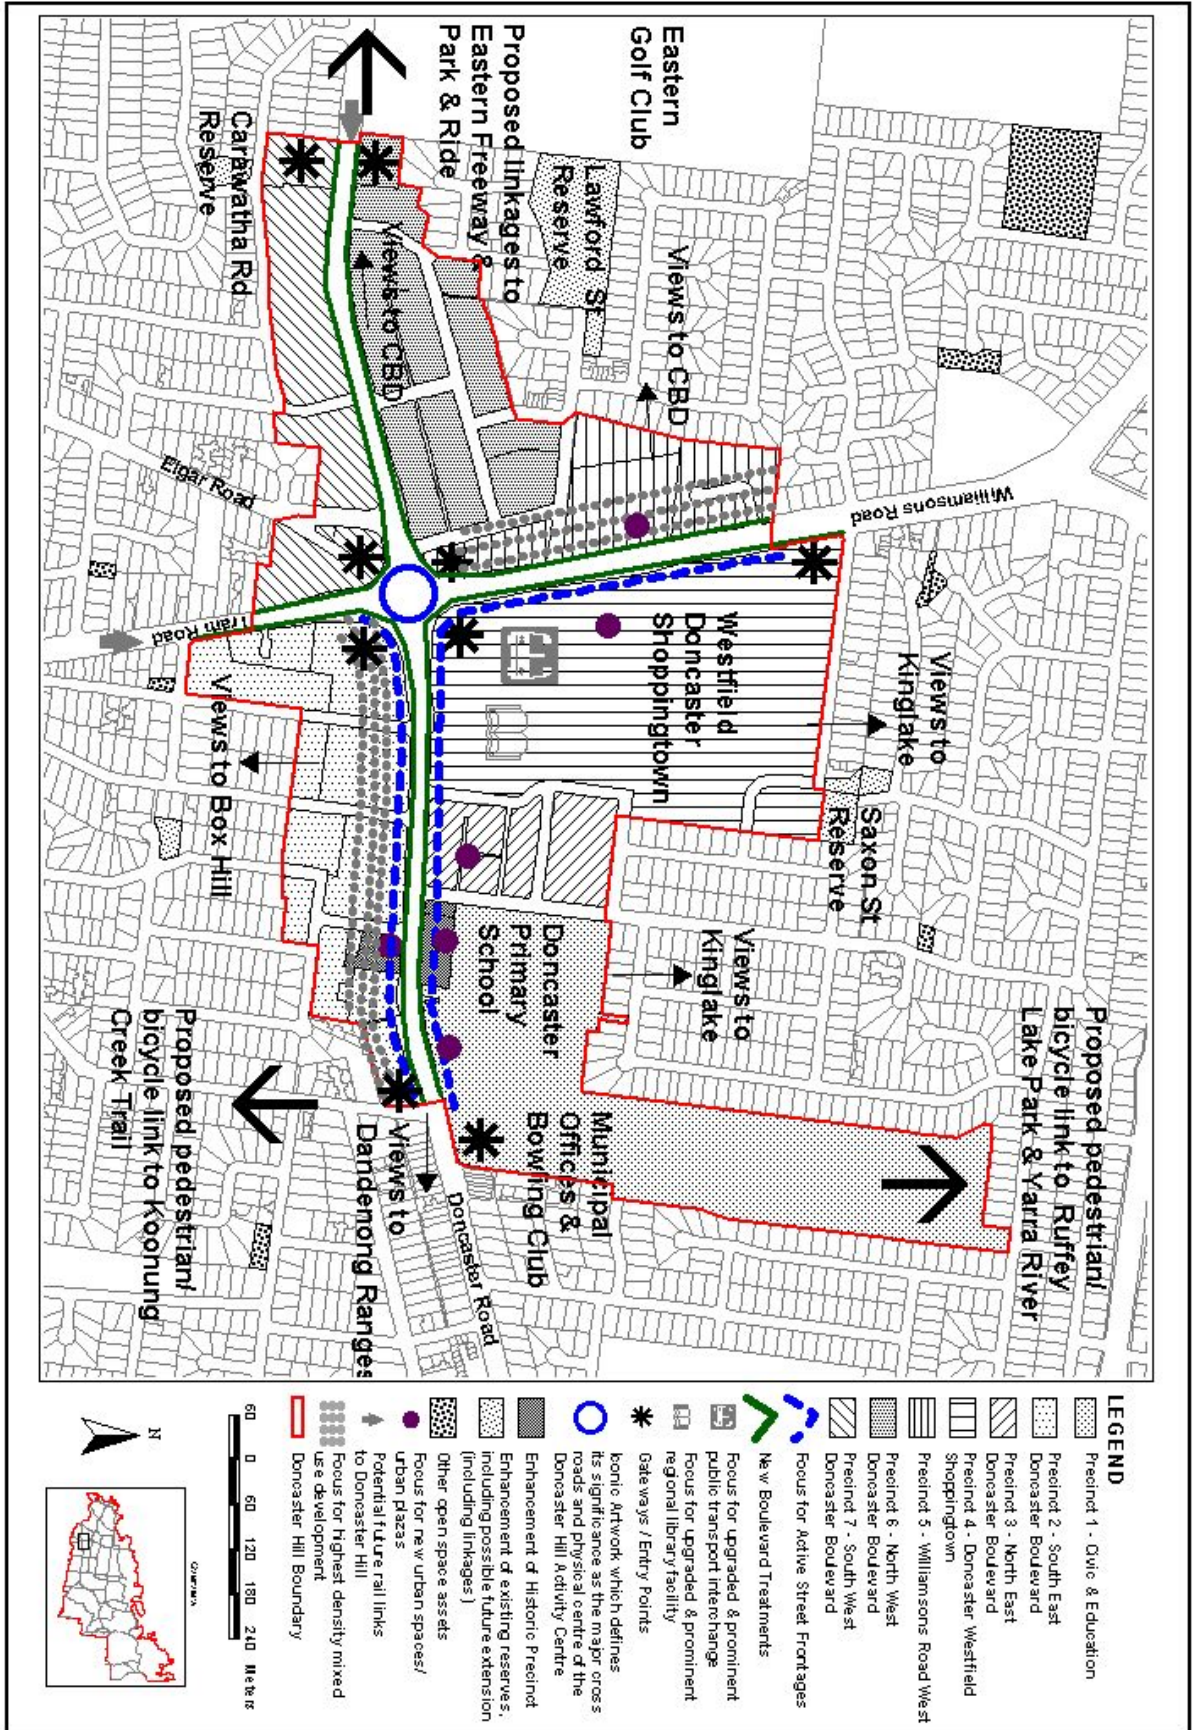 Eastern
Golf Club
Proposed linkages to
Eastern Freeway &
Park & Ride
Carawatha Rd
Reserve
Lawford St
Reserve
Views to CBD
Views to CBD
Elgar Road
Williamsons Road
Tram Road
Westfield
Doncaster
Shoppingtown
Views to
Kinglake
Saxon St
Reserve
Views to Box Hill
Doncaster
Primary
School
Views to
Kinglake
Proposed pedestrian/
bicycle link to Ruffey
Lake Park & Yarra River
Municipal
Offices &
Bowling Club
Views to
Dandenong Ranges
Doncaster Road
Proposed pedestrian/
bicycle link to Koonung
Creek Trail
LEGEND
Precinct 1 - Civic & Education
Precinct 2 - South East
Doncaster Boulevard
Precinct 3 - North East
Doncaster Boulevard
Precinct 4 - Doncaster Westfield
Shoppingtown
Precinct 5 - Williamsons Road West
Precinct 6 - North West
Doncaster Boulevard
Precinct 7 - South West
Doncaster Boulevard
Focus for Active Street Frontages
New Boulevard Treatments
Focus for upgraded & prominent
public transport interchange
Focus for upgraded & prominent
regional library facility
Gateways / Entry Points
Iconic Artwork which defines
its significance as the major cross
roads and physical centre of the
Doncaster Hill Activity Centre
Enhancement of Historic Precinct
Enhancement of existing reserves,
including possible future extension
(including linkages)
Other open space assets
Focus for new urban spaces/
urban plazas
Potential future rail links
to Doncaster Hill
Focus for highest density mixed
use development
Doncaster Hill Boundary
60 0 60 120 180 240 Meters
N